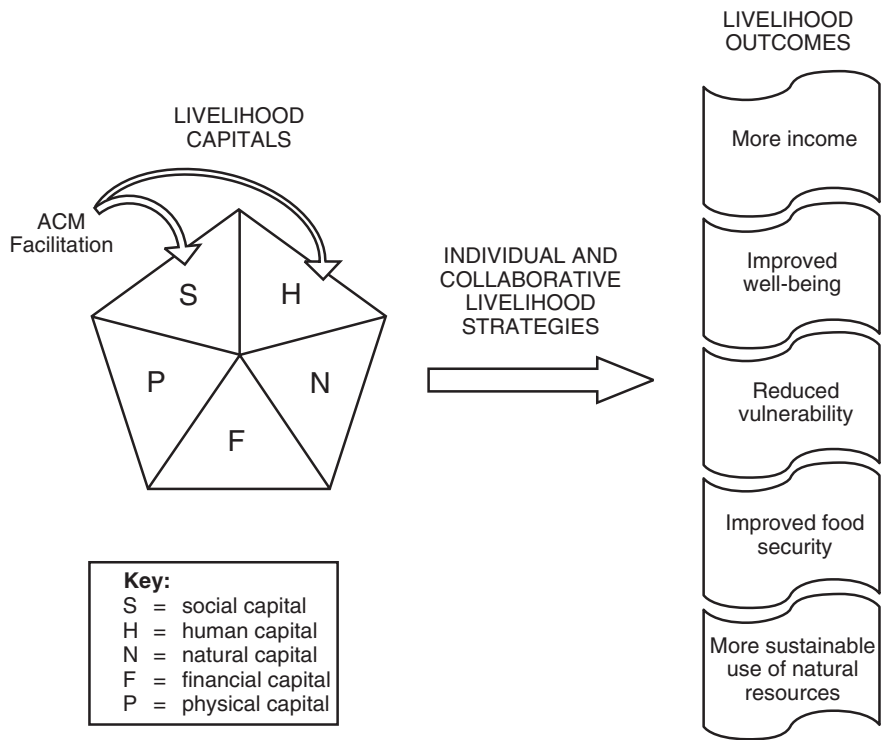 LIVELIHOOD
CAPITALS
ACM
Facilitation
S
H
P
N
F
INDIVIDUAL AND
COLLABORATIVE
LIVELIHOOD
STRATEGIES
LIVELIHOOD
OUTCOMES
More income
Improved
well-being
Reduced
vulnerability
Improved food
security
More sustainable
use of natural
resources
Key:
S = social capital
H = human capital
N = natural capital
F = financial capital
P = physical capital